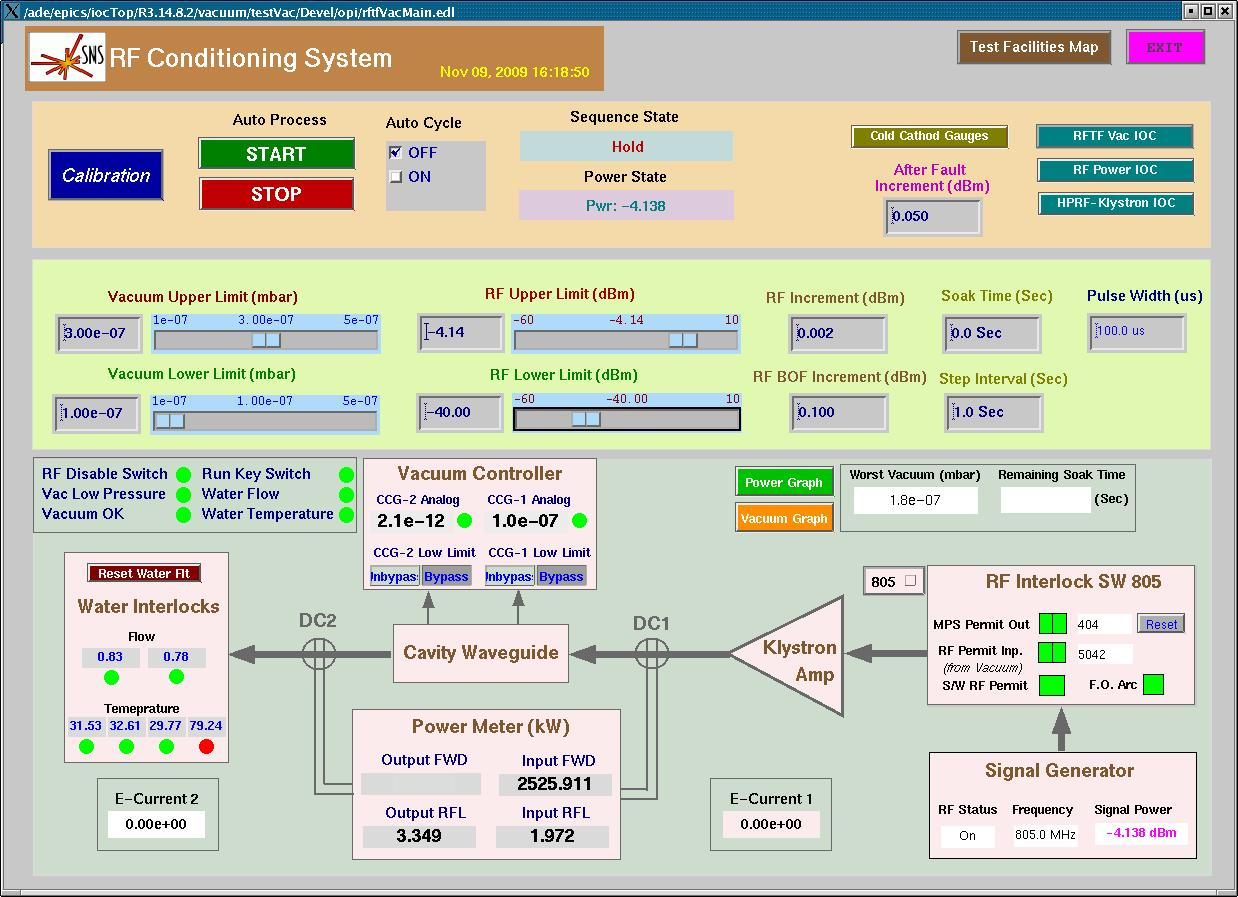 /ade/epics/iocTop/R3.14.8.2/vacuum/testVac/Devel/opi/rftfVacMain.edl
SNS
RF Conditioning System
Nov 09, 2009 16:18:50
Test Facilities Map
EXIT
Calibration
Auto Process
START
STOP
Auto Cycle
OFF
ON
Sequence State
Hold
Power State
Pwr: -4.138
Cold Cathod Gauges
After Fault
Increment (dBm)
0.050
RFTF Vac IOC
RF Power IOC
HPRF-Klystron IOC
Vacuum Upper Limit (mbar)
3.00e-07
1e-07 3.00e-07 5e-07
RF Upper Limit (dBm)
-4.14
-60 -4.14 10
RF Increment (dBm)
0.002
Soak Time (Sec)
0.0 Sec
Pulse Width (us)
100.0 us
Vacuum Lower Limit (mbar)
1.00e-07
1e-07 1.00e-07 5e-07
RF Lower Limit (dBm)
-40.00
-60 -40.00 10
RF BOF Increment (dBm)
0.100
Step Interval (Sec)
1.0 Sec
RF Disable Switch Run Key Switch
Vac Low Pressure Water Flow
Vacuum OK Water Temperature
Vacuum Controller
CCG-2 Analog CCG-1 Analog
2.1e-12 1.0e-07
CCG-2 Low Limit CCG-1 Low Limit
Jnbypas: Bypass Jnbypas: Bypass
Power Graph
Vacuum Graph
Worst Vacuum (mbar) Remaining Soak Time
1.8e-07 (Sec)
Reset Water Flt
Water Interlocks
Flow
0.83 0.78
Temeprature
31.53 32.61 29.77 79.24
DC2
Cavity Waveguide
DC1
Klystron
Amp
805
RF Interlock SW 805
MPS Permit Out 404 Reset
RF Permit Inp. 5042
(from Vacuum)
S/W RF Permit F.O. Arc
Power Meter (kW)
Output FWD Input FWD
2525.911
Output RFL Input RFL
3.349 1.972
E-Current 2
0.00e+00
E-Current 1
0.00e+00
Signal Generator
RF Status Frequency Signal Power
On 805.0 MHz -4.138 dBm